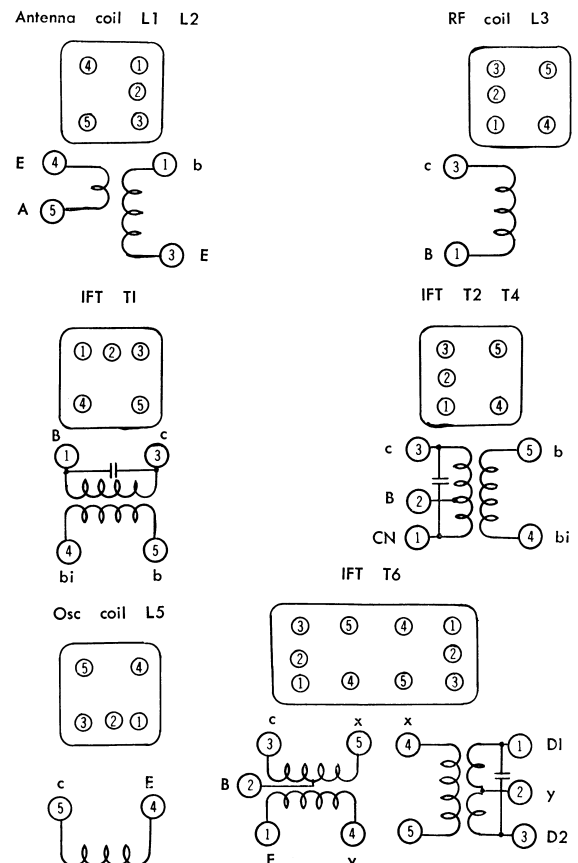 Antenna coil L1 L2
RF coil L3
4 1
2
5 3
3 5
2
1 4
E 4 1 b
A 5
3 E
c 3
B 1
IFT T1
IFT T2 T4
1 2 3
4 5
3 5
2
1 4
B c
1 3
4 5
bi b
c 3 5 b
B 2
CN 1 4 bi
IFT T6
3 5 4 1
2 2
1 4 5 3
Osc coil L5
5 4
3 2 1
c E
5 4
c x
3 5
B 2
1 4
x
4 1 D1
2 y
5 3 D2